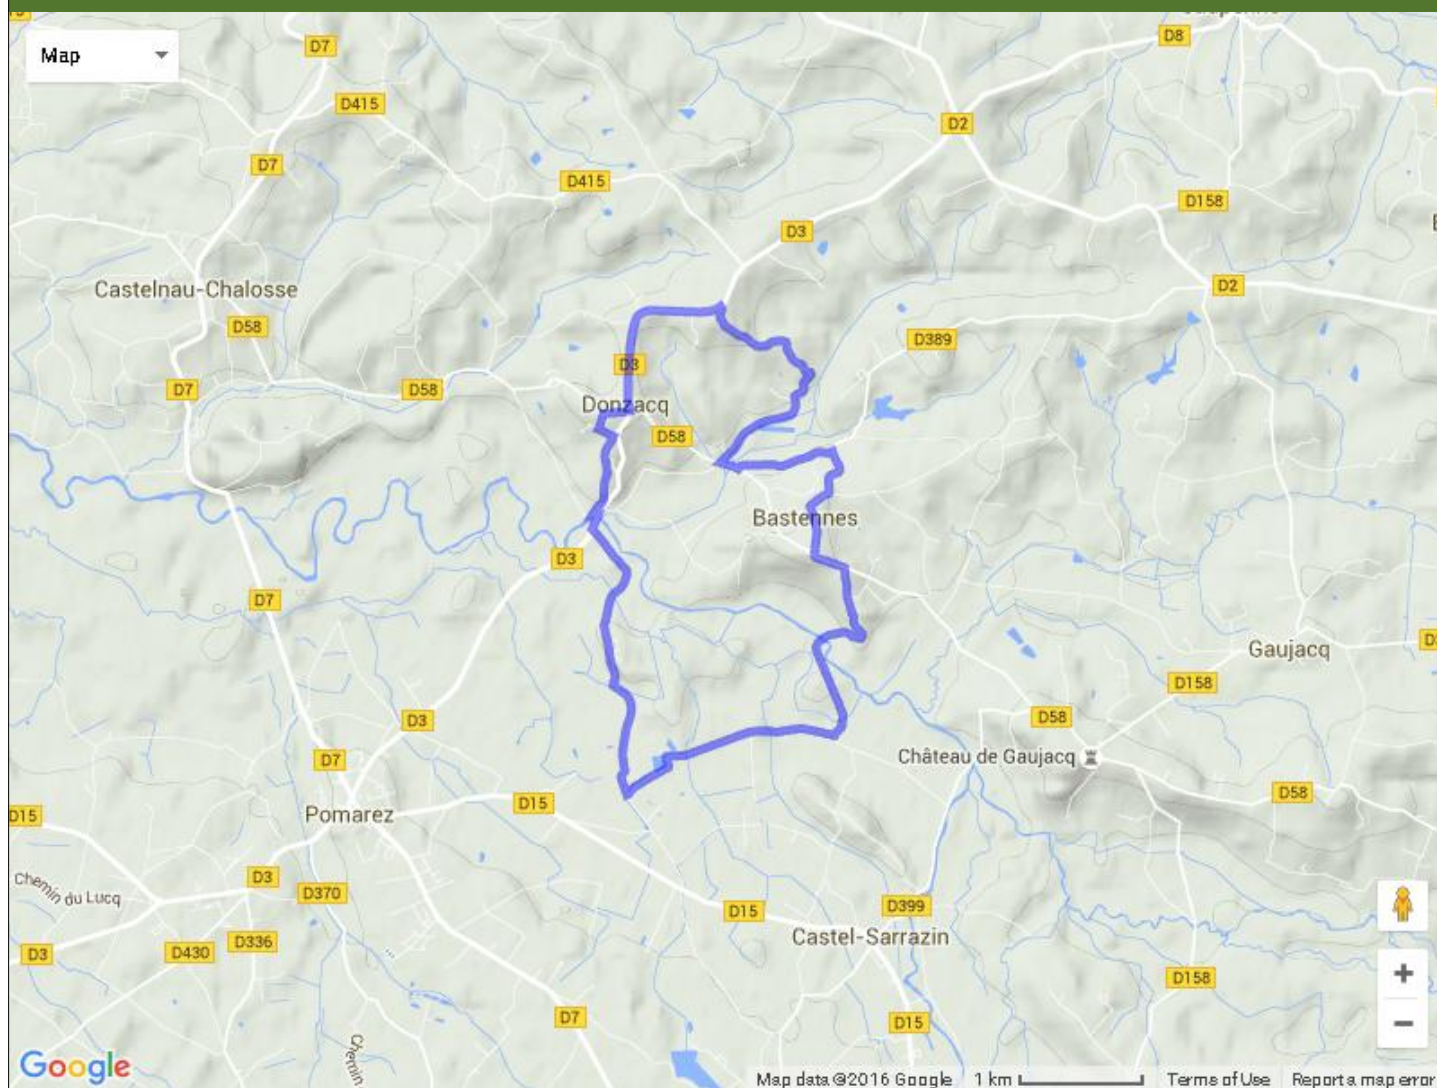 Map
D7
D8
D415
D2
D7
D415
D158
D3
Castelnau-Chalosse
D2
D58
D389
D3
D7
D58
Donzacq
D58
Bastennes
D3
D7
Gaujacq
D158
D3
D58
D7
Château de Gaujacq
D58
D15
D15
Pomarez
D3
Chemin du Lucq
D370
D399
D15
D336
Castel-Sarrazin
D3
D430
D158
D7
D15
Chemin
Google
Map data ©2016 Google
1 km
Terms of Use
Report a map error